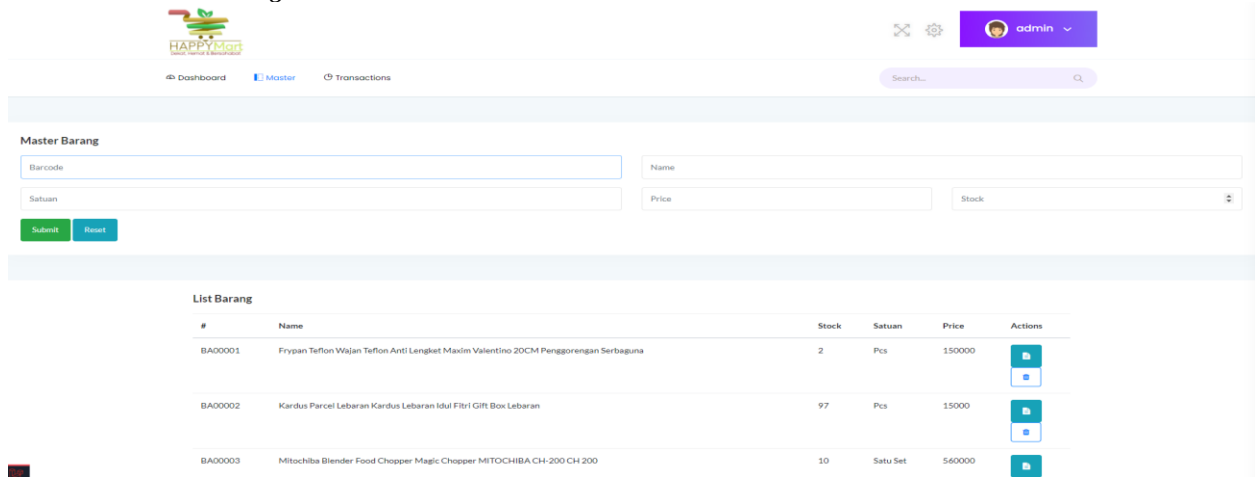 HAPPYMart
admin
Dashboard Master Transactions Search...
Master Barang
Barcode Name
Satuan Price Stock
Submit Reset
List Barang
# Name Stock Satuan Price Actions
BA00001 Frypan Teflon Wajan Teflon Anti Lengket Maxim Valentino 20CM Penggorengan Serbaguna 2 Pcs 150000
BA00002 Kardus Parcel Lebaran Kardus Lebaran Idul Fitri Gift Box Lebaran 97 Pcs 15000
BA00003 Mitochiba Blender Food Chopper Magic Chopper MITOCHIBA CH-200 CH 200 10 Satu Set 560000